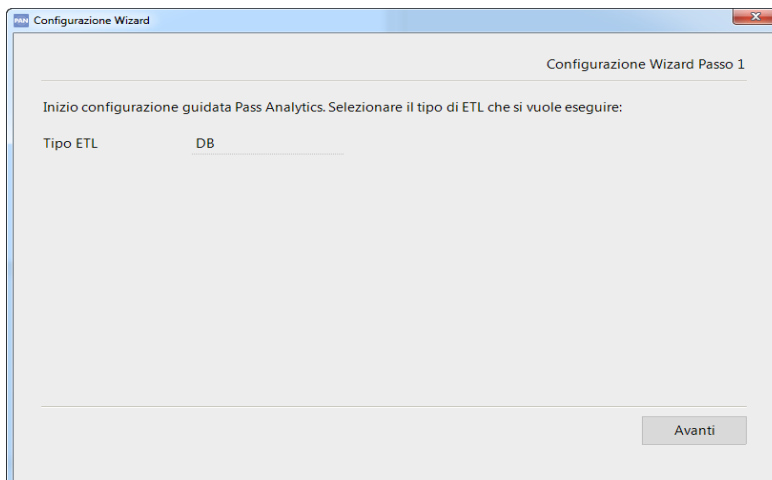 PAN Configurazione Wizard
Configurazione Wizard Passo 1
Inizio configurazione guidata Pass Analytics. Selezionare il tipo di ETL che si vuole eseguire:
Tipo ETL DB
Avanti